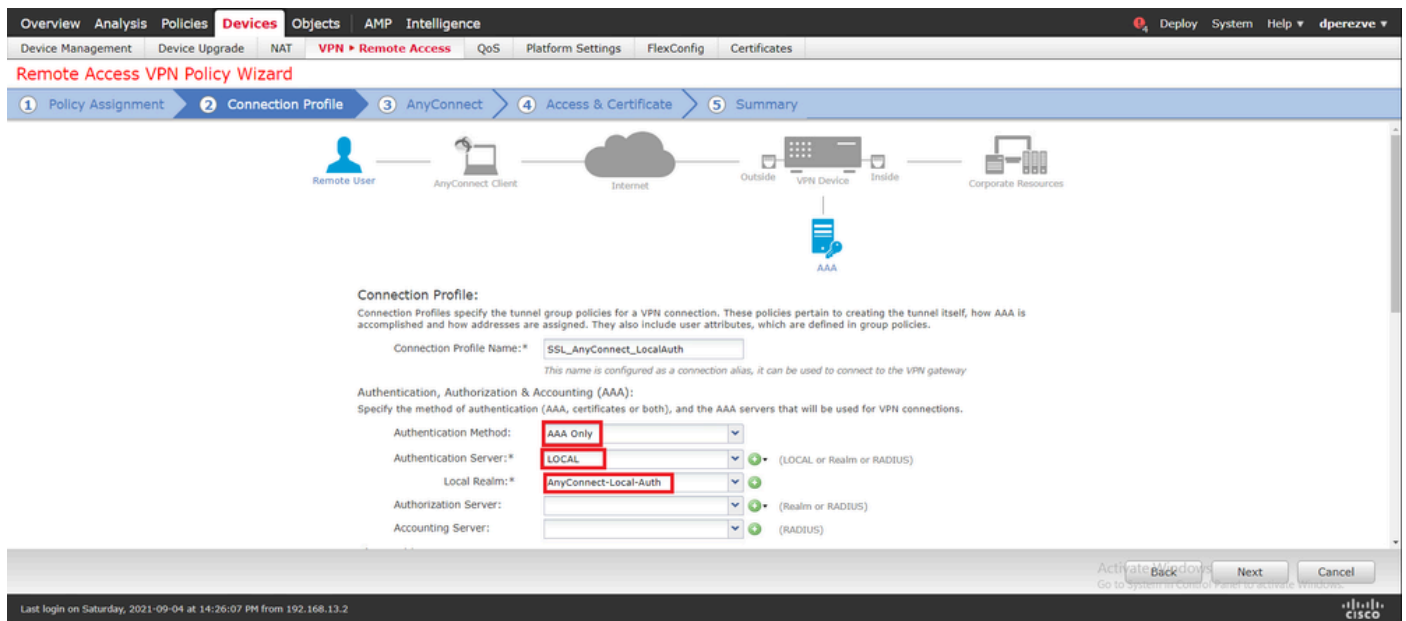 Overview Analysis Policies Devices Objects AMP Intelligence 4 Deploy System Help ▾ dperezve ▾
Device Management Device Upgrade NAT VPN ▸ Remote Access QoS Platform Settings FlexConfig Certificates
Remote Access VPN Policy Wizard
1 Policy Assignment 2 Connection Profile 3 AnyConnect 4 Access & Certificate 5 Summary
Remote User AnyConnect Client Internet Outside VPN Device Inside Corporate Resources
AAA
Connection Profile:
Connection Profiles specify the tunnel group policies for a VPN connection. These policies pertain to creating the tunnel itself, how AAA is
accomplished and how addresses are assigned. They also include user attributes, which are defined in group policies.
Connection Profile Name:* SSL_AnyConnect_LocalAuth
This name is configured as a connection alias, it can be used to connect to the VPN gateway
Authentication, Authorization & Accounting (AAA):
Specify the method of authentication (AAA, certificates or both), and the AAA servers that will be used for VPN connections.
Authentication Method: AAA Only
Authentication Server:* LOCAL (LOCAL or Realm or RADIUS)
Local Realm:* AnyConnect-Local-Auth
Authorization Server: (Realm or RADIUS)
Accounting Server: (RADIUS)
Activate Windows
Back Next Cancel
Go to System in Control Panel to activate Windows.
Last login on Saturday, 2021-09-04 at 14:26:07 PM from 192.168.13.2
CISCO